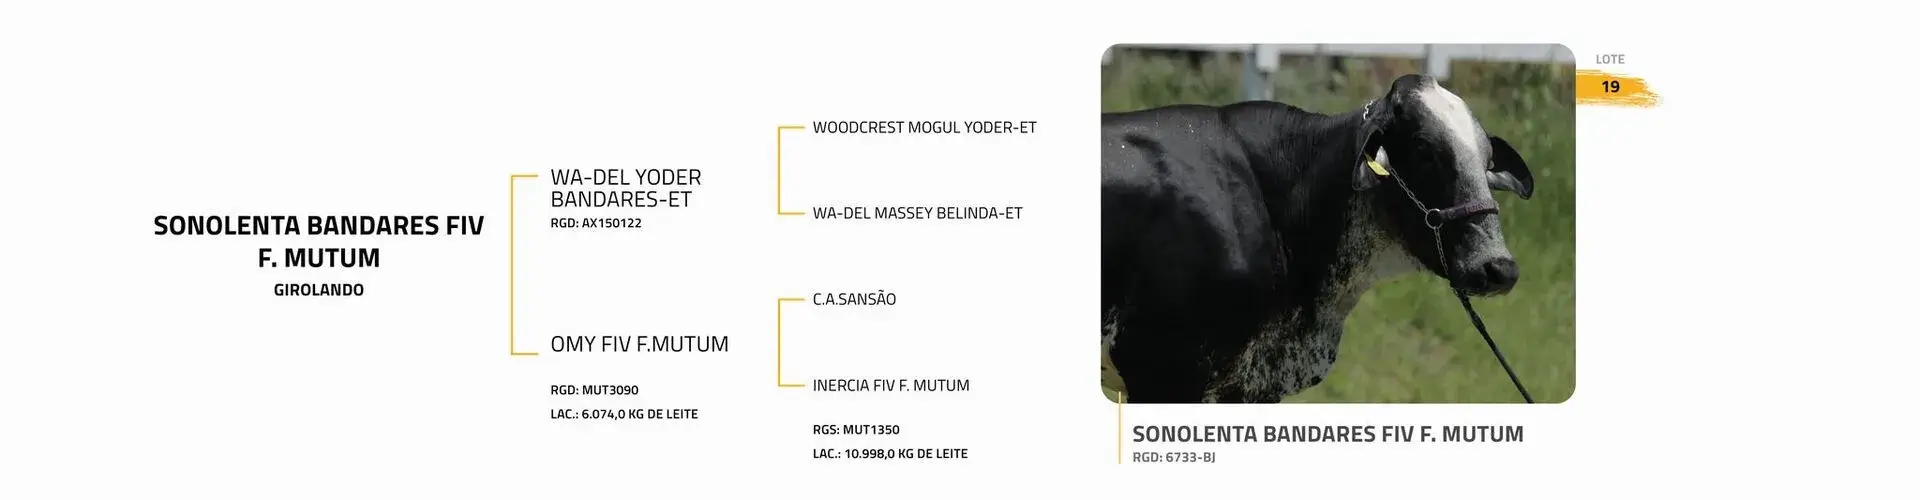 SONOLENTA BANDARES FIV
F. MUTUM
GIROLANDO
WA-DEL YODER
BANDARES-ET
RGD: AX150122
OMY FIV F.MUTUM
RGD: MUT3090
LAC.: 6.074,0 KG DE LEITE
WOODCREST MOGUL YODER-ET
WA-DEL MASSEY BELINDA-ET
C.A.SANSÃO
INERCIA FIV F. MUTUM
RGS: MUT1350
LAC.: 10.998,0 KG DE LEITE
LOTE
19
SONOLENTA BANDARES FIV F. MUTUM
RGD: 6733-BJ